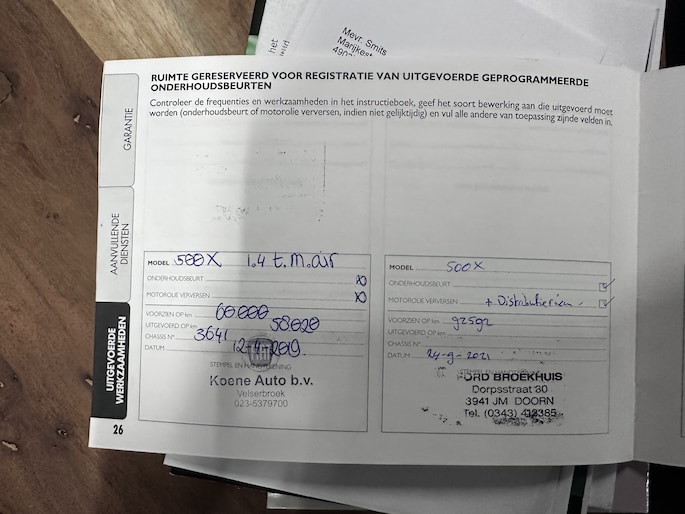 Mevr. Smits
het
RUIMTE GERESERVEERD VOOR REGISTRATIE VAN UITGEVOERDE GEPROGRAMMEERDE
ONDERHOUDSBEURTEN
Controleer de frequenties en werkzaamheden in het instructieboek, geef het soort bewerking aan die uitgevoerd moet
worden (onderhoudsbeurt of motorolie verversen, indien niet gelijktijdig) en vul alle andere van toepassing zijnde velden in.
GARANTIE
AANVULLENDE
DIENSTEN
UITGEVOERDE
WERKZAAMHEDEN
MODEL 500X 1.4 t.m.air
ONDERHOUDSBEURT
MOTOROLIE VERVERSEN
VOORZIEN OP km 60.000
UITGEVOERD OP km 58.020
CHASSIS N° 3641
DATUM 12-4-2019.
STEMPEL EN HANDTEKENING
Koene Auto b.v.
Velserbroek
023-5379700
MODEL 500X
ONDERHOUDSBEURT
MOTOROLIE VERVERSEN + Distributieriem
VOORZIEN OP km 92592
UITGEVOERD OP km
CHASSIS N°
DATUM 24-9-2021
FORD BROEKHUIS
Dorpsstraat 30
3941 JM DOORN
Tel. (0343)
26